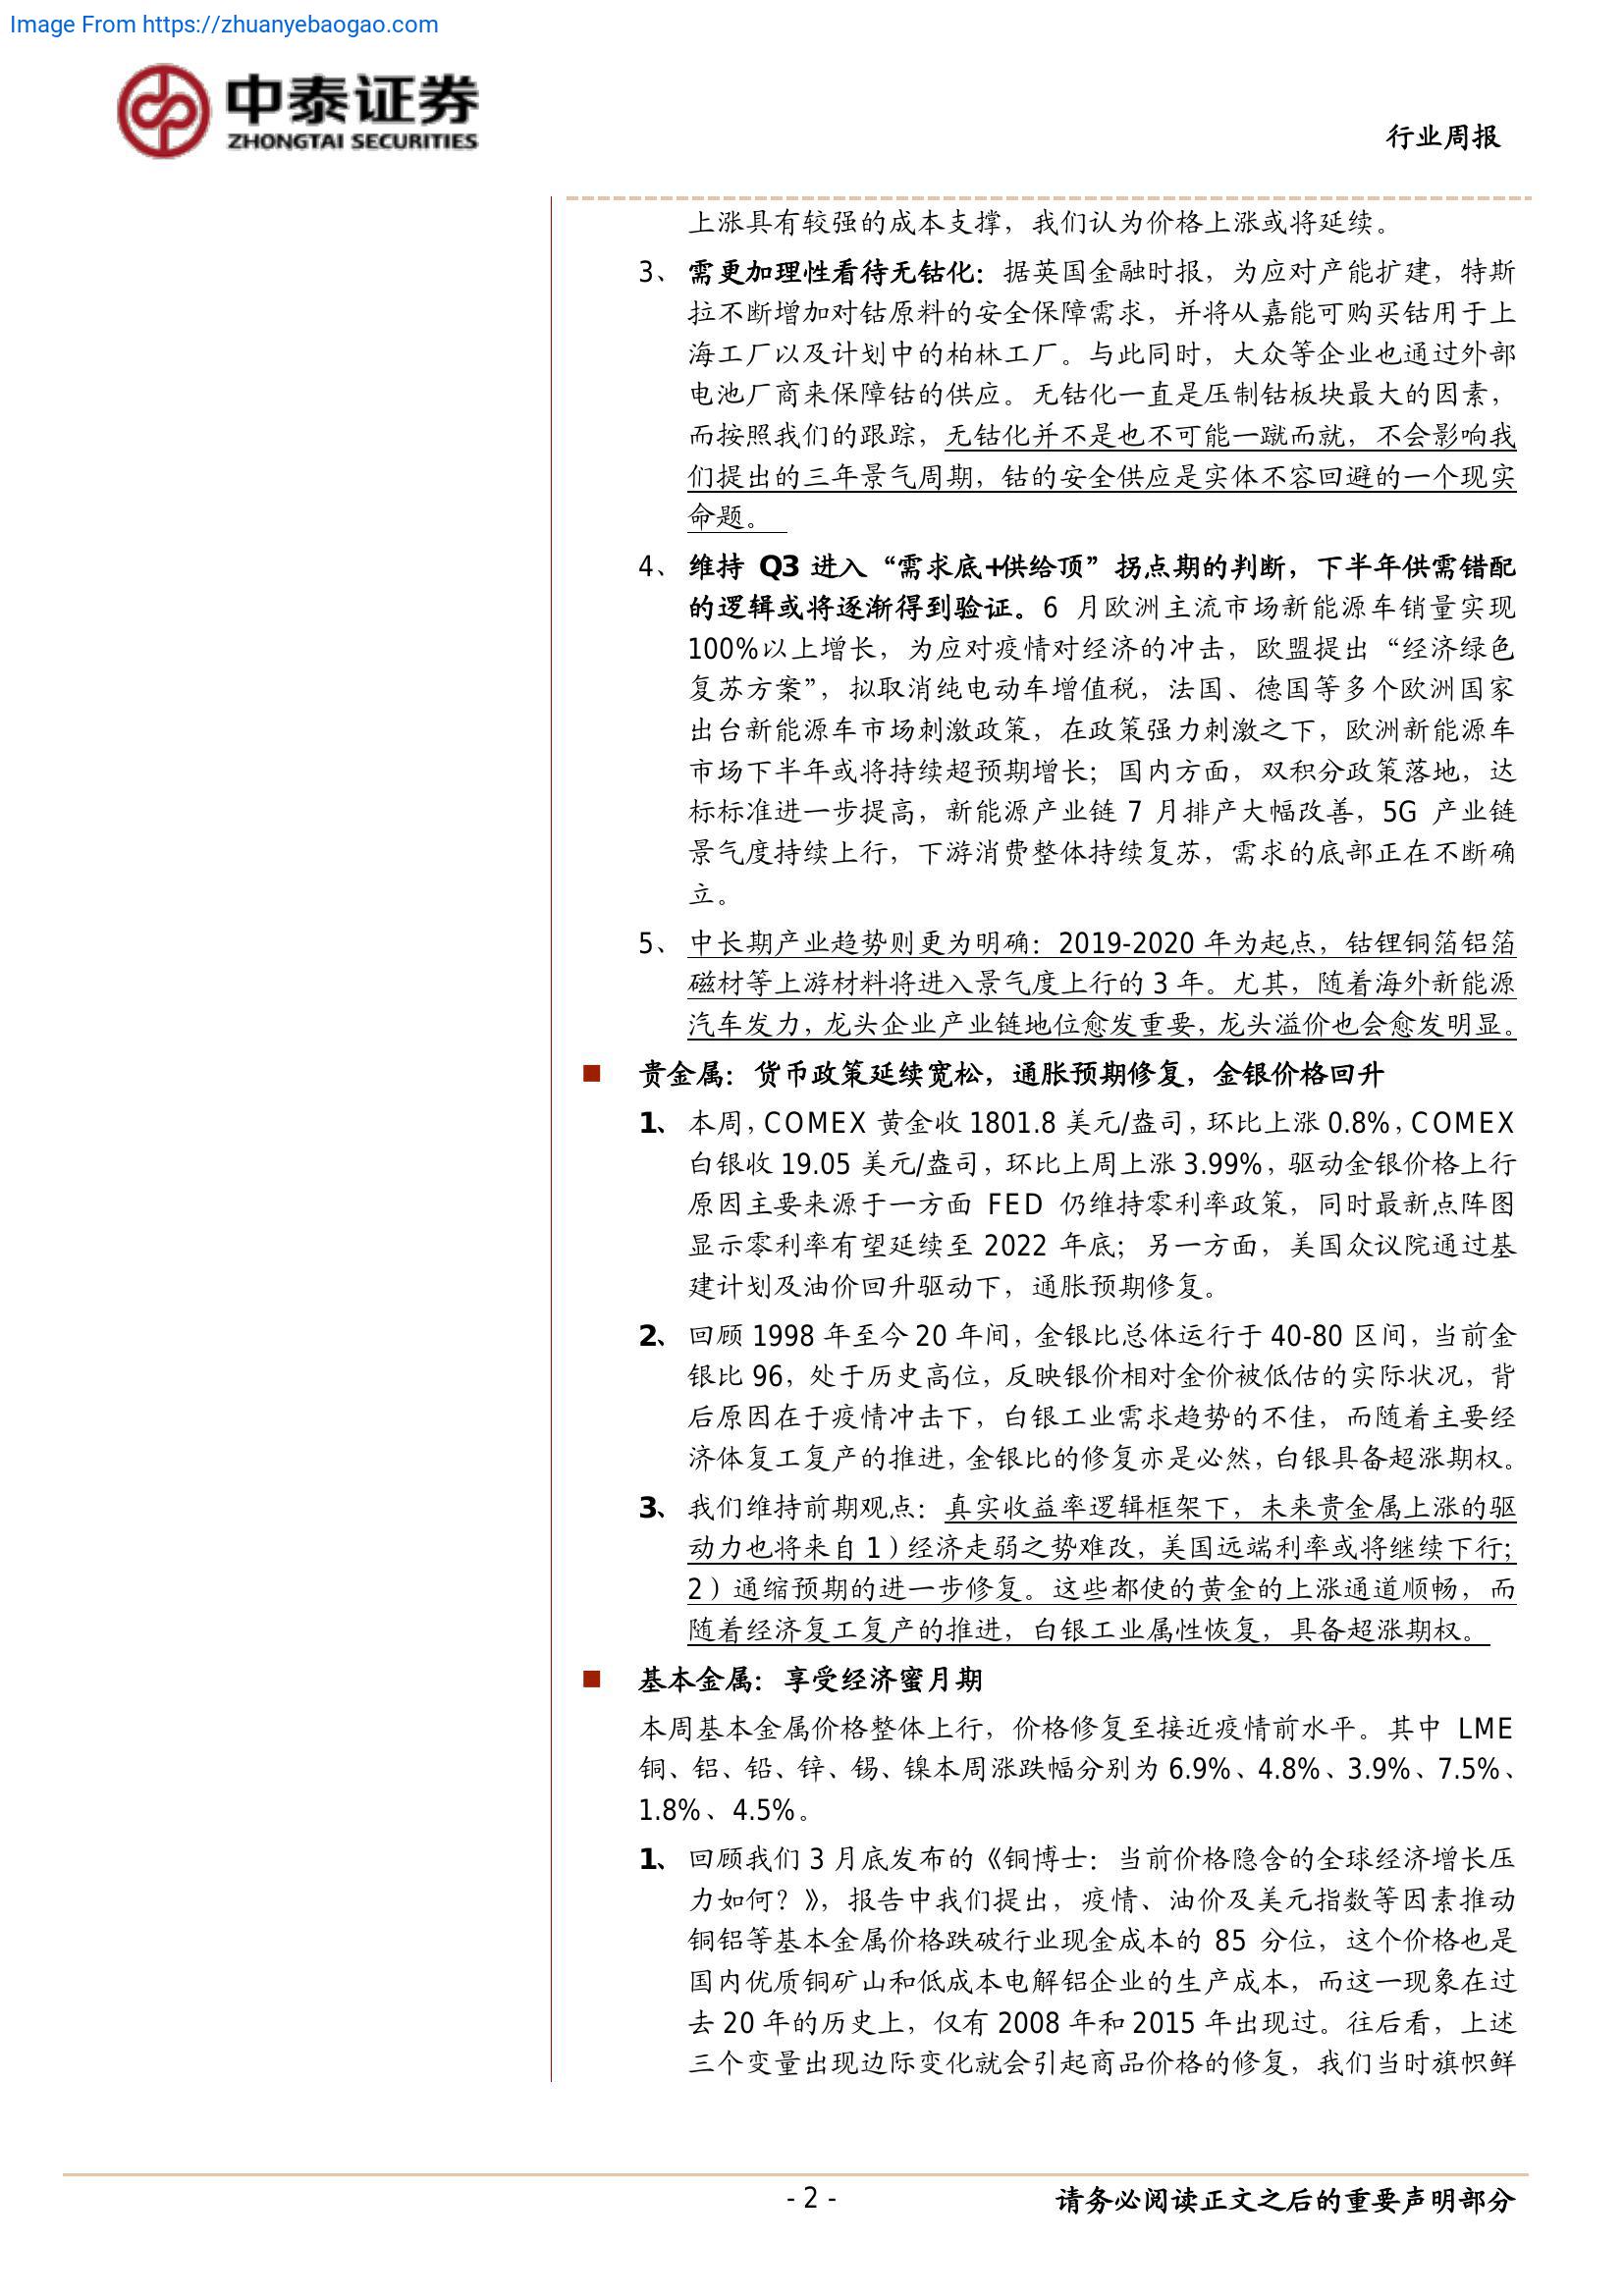 Image From https://zhuanyebaogao.com
中泰证券
ZHONGTAI SECURITIES
行业周报
上涨具有较强的成本支撑，我们认为价格上涨或将延续。
3、 需更加理性看待无钴化：据英国金融时报，为应对产能扩建，特斯
拉不断增加对钴原料的安全保障需求，并将从嘉能可购买钴用于上
海工厂以及计划中的柏林工厂。与此同时，大众等企业也通过外部
电池厂商来保障钴的供应。无钴化一直是压制钴板块最大的因素，
而按照我们的跟踪，无钴化并不是也不可能一蹴而就，不会影响我
们提出的三年景气周期，钴的安全供应是实体不容回避的一个现实
命题。
4、 维持 Q3 进入“需求底+供给顶”拐点期的判断，下半年供需错配
的逻辑或将逐渐得到验证。6 月欧洲主流市场新能源车销量实现
100%以上增长，为应对疫情对经济的冲击，欧盟提出“经济绿色
复苏方案”，拟取消纯电动车增值税，法国、德国等多个欧洲国家
出台新能源车市场刺激政策，在政策强力刺激之下，欧洲新能源车
市场下半年或将持续超预期增长；国内方面，双积分政策落地，达
标标准进一步提高，新能源产业链 7 月排产大幅改善，5G 产业链
景气度持续上行，下游消费整体持续复苏，需求的底部正在不断确
立。
5、 中长期产业趋势则更为明确：2019-2020 年为起点，钴锂铜箔铝箔
磁材等上游材料将进入景气度上行的 3 年。尤其，随着海外新能源
汽车发力，龙头企业产业链地位愈发重要，龙头溢价也会愈发明显。
■ 贵金属：货币政策延续宽松，通胀预期修复，金银价格回升
1、 本周，COMEX 黄金收 1801.8 美元/盎司，环比上涨 0.8%，COMEX
白银收 19.05 美元/盎司，环比上周上涨 3.99%，驱动金银价格上行
原因主要来源于一方面 FED 仍维持零利率政策，同时最新点阵图
显示零利率有望延续至 2022 年底；另一方面，美国众议院通过基
建计划及油价回升驱动下，通胀预期修复。
2、 回顾 1998 年至今 20 年间，金银比总体运行于 40-80 区间，当前金
银比 96，处于历史高位，反映银价相对金价被低估的实际状况，背
后原因在于疫情冲击下，白银工业需求趋势的不佳，而随着主要经
济体复工复产的推进，金银比的修复亦是必然，白银具备超涨期权。
3、 我们维持前期观点：真实收益率逻辑框架下，未来贵金属上涨的驱
动力也将来自 1）经济走弱之势难改，美国远端利率或将继续下行；
2）通缩预期的进一步修复。这些都使的黄金的上涨通道顺畅，而
随着经济复工复产的推进，白银工业属性恢复，具备超涨期权。
■ 基本金属：享受经济蜜月期
本周基本金属价格整体上行，价格修复至接近疫情前水平。其中 LME
铜、铝、铅、锌、锡、镍本周涨跌幅分别为 6.9%、4.8%、3.9%、7.5%、
1.8%、4.5%。
1、 回顾我们 3 月底发布的《铜博士：当前价格隐含的全球经济增长压
力如何？》，报告中我们提出，疫情、油价及美元指数等因素推动
铜铝等基本金属价格跌破行业现金成本的 85 分位，这个价格也是
国内优质铜矿山和低成本电解铝企业的生产成本，而这一现象在过
去 20 年的历史上，仅有 2008 年和 2015 年出现过。往后看，上述
三个变量出现边际变化就会引起商品价格的修复，我们当时旗帜鲜
- 2 -
请务必阅读正文之后的重要声明部分